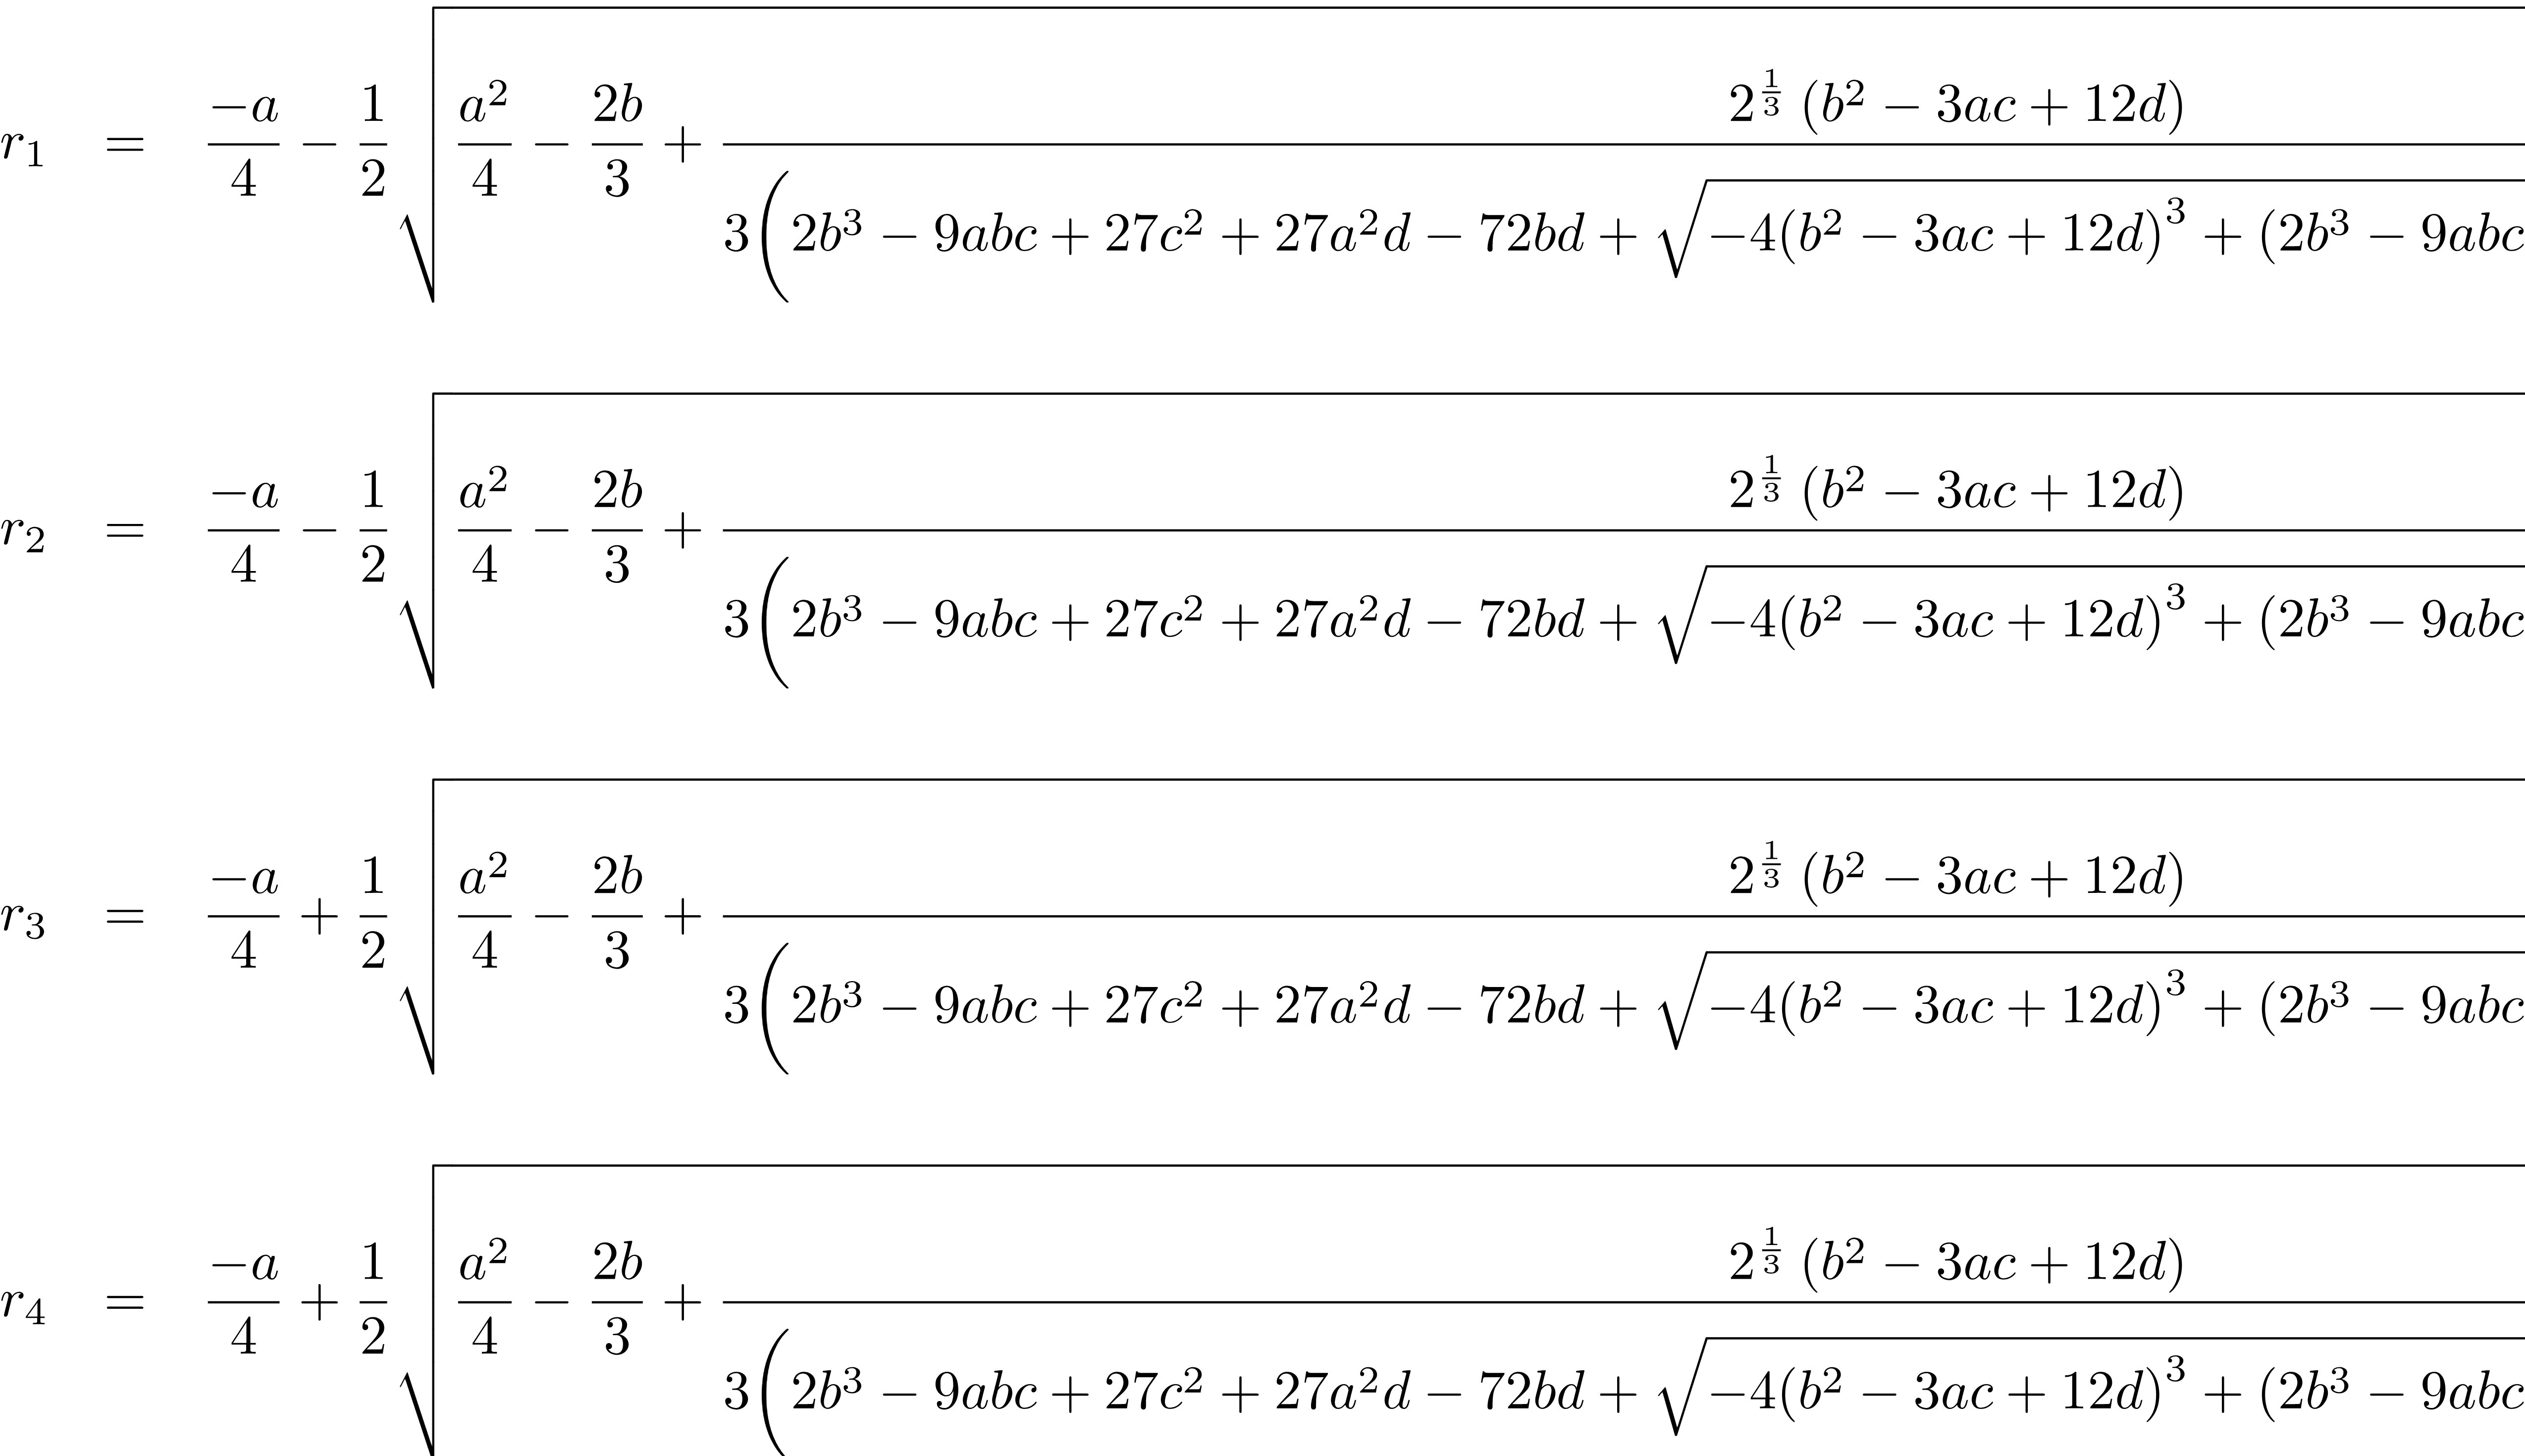 r_1 = \frac{-a}{4} - \frac{1}{2} \sqrt{\frac{a^2}{4} - \frac{2b}{3} + \frac{2^{\frac{1}{3}} (b^2 - 3ac + 12d)}{3 ( 2b^3 - 9abc + 27c^2 + 27a^2d - 72bd + \sqrt{-4(b^2 - 3ac + 12d)^3 + (2b^3 - 9abc}}}
r_2 = \frac{-a}{4} - \frac{1}{2} \sqrt{\frac{a^2}{4} - \frac{2b}{3} + \frac{2^{\frac{1}{3}} (b^2 - 3ac + 12d)}{3 ( 2b^3 - 9abc + 27c^2 + 27a^2d - 72bd + \sqrt{-4(b^2 - 3ac + 12d)^3 + (2b^3 - 9abc}}}
r_3 = \frac{-a}{4} + \frac{1}{2} \sqrt{\frac{a^2}{4} - \frac{2b}{3} + \frac{2^{\frac{1}{3}} (b^2 - 3ac + 12d)}{3 ( 2b^3 - 9abc + 27c^2 + 27a^2d - 72bd + \sqrt{-4(b^2 - 3ac + 12d)^3 + (2b^3 - 9abc}}}
r_4 = \frac{-a}{4} + \frac{1}{2} \sqrt{\frac{a^2}{4} - \frac{2b}{3} + \frac{2^{\frac{1}{3}} (b^2 - 3ac + 12d)}{3 ( 2b^3 - 9abc + 27c^2 + 27a^2d - 72bd + \sqrt{-4(b^2 - 3ac + 12d)^3 + (2b^3 - 9abc}}}